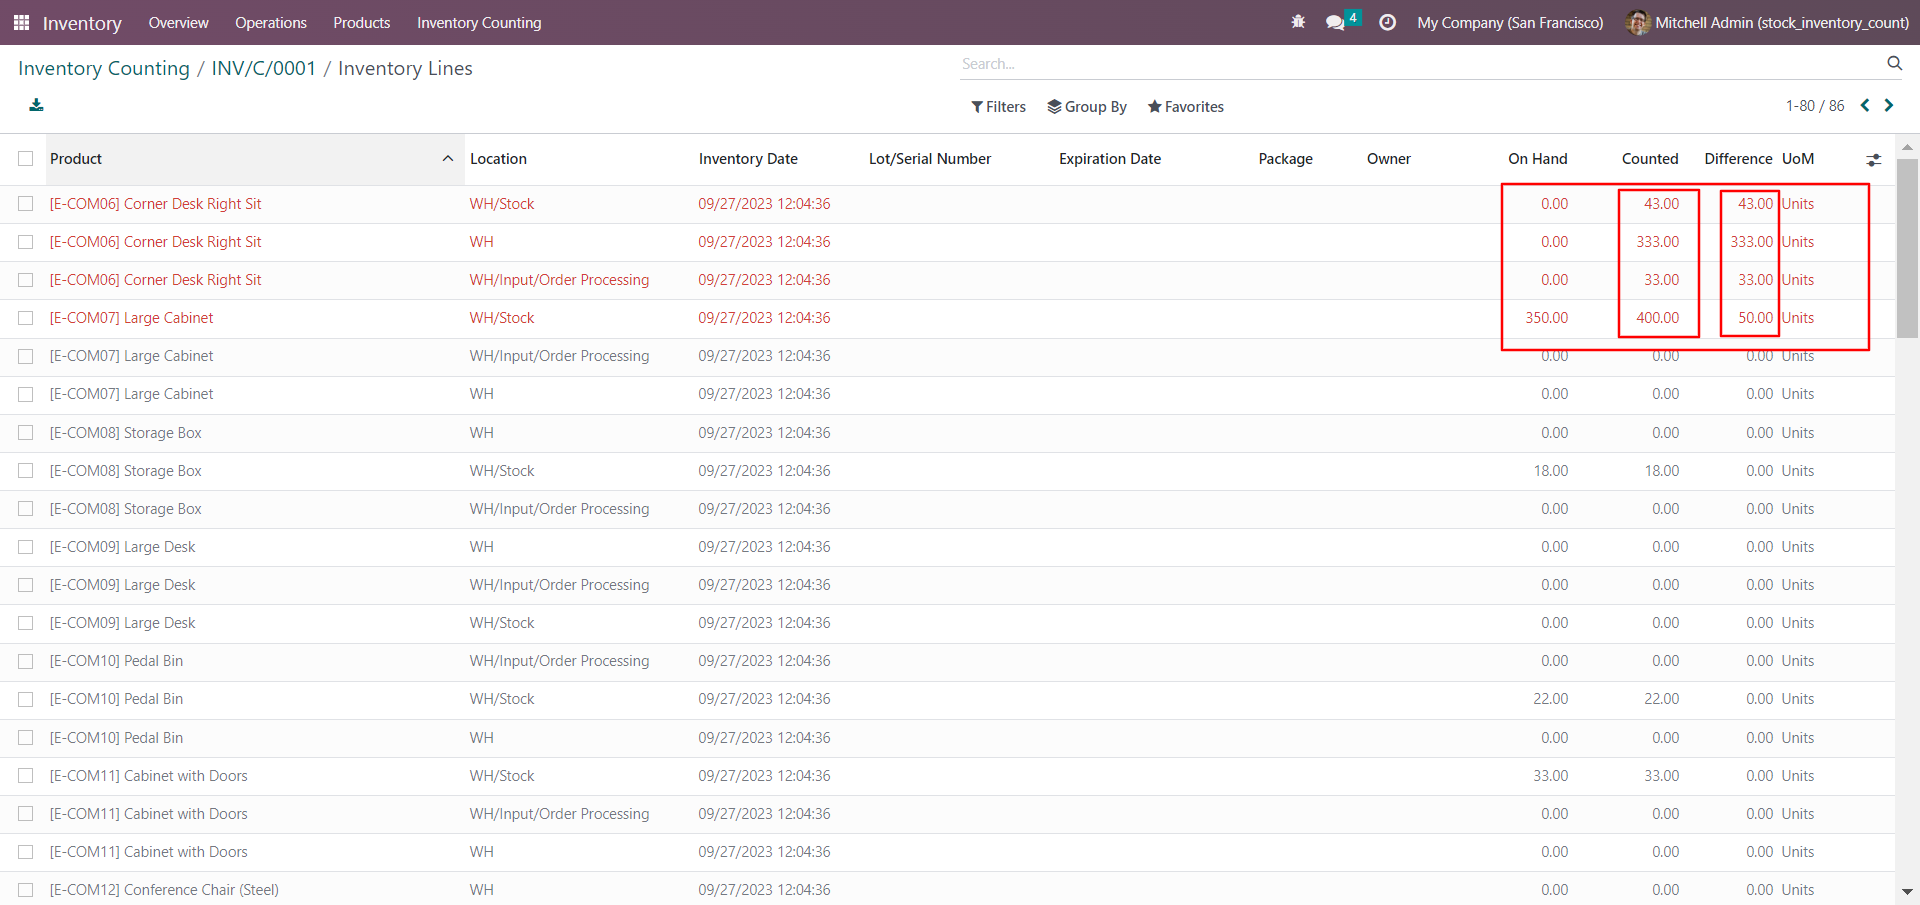 Inventory Overview Operations Products Inventory Counting 4 My Company (San Francisco) Mitchell Admin (stock_inventory_count)
Inventory Counting / INV/C/0001 / Inventory Lines Search...
Filters Group By Favorites 1-80 / 86
Product Location Inventory Date Lot/Serial Number Expiration Date Package Owner On Hand Counted Difference UoM
[E-COM06] Corner Desk Right Sit WH/Stock 09/27/2023 12:04:36 0.00 43.00 43.00 Units
[E-COM06] Corner Desk Right Sit WH 09/27/2023 12:04:36 0.00 333.00 333.00 Units
[E-COM06] Corner Desk Right Sit WH/Input/Order Processing 09/27/2023 12:04:36 0.00 33.00 33.00 Units
[E-COM07] Large Cabinet WH/Stock 09/27/2023 12:04:36 350.00 400.00 50.00 Units
[E-COM07] Large Cabinet WH/Input/Order Processing 09/27/2023 12:04:36 0.00 0.00 0.00 Units
[E-COM07] Large Cabinet WH 09/27/2023 12:04:36 0.00 0.00 0.00 Units
[E-COM08] Storage Box WH 09/27/2023 12:04:36 0.00 0.00 0.00 Units
[E-COM08] Storage Box WH/Stock 09/27/2023 12:04:36 18.00 18.00 0.00 Units
[E-COM08] Storage Box WH/Input/Order Processing 09/27/2023 12:04:36 0.00 0.00 0.00 Units
[E-COM09] Large Desk WH 09/27/2023 12:04:36 0.00 0.00 0.00 Units
[E-COM09] Large Desk WH/Input/Order Processing 09/27/2023 12:04:36 0.00 0.00 0.00 Units
[E-COM09] Large Desk WH/Stock 09/27/2023 12:04:36 0.00 0.00 0.00 Units
[E-COM10] Pedal Bin WH/Input/Order Processing 09/27/2023 12:04:36 0.00 0.00 0.00 Units
[E-COM10] Pedal Bin WH/Stock 09/27/2023 12:04:36 22.00 22.00 0.00 Units
[E-COM10] Pedal Bin WH 09/27/2023 12:04:36 0.00 0.00 0.00 Units
[E-COM11] Cabinet with Doors WH/Stock 09/27/2023 12:04:36 33.00 33.00 0.00 Units
[E-COM11] Cabinet with Doors WH/Input/Order Processing 09/27/2023 12:04:36 0.00 0.00 0.00 Units
[E-COM11] Cabinet with Doors WH 09/27/2023 12:04:36 0.00 0.00 0.00 Units
[E-COM12] Conference Chair (Steel) WH 09/27/2023 12:04:36 0.00 0.00 0.00 Units